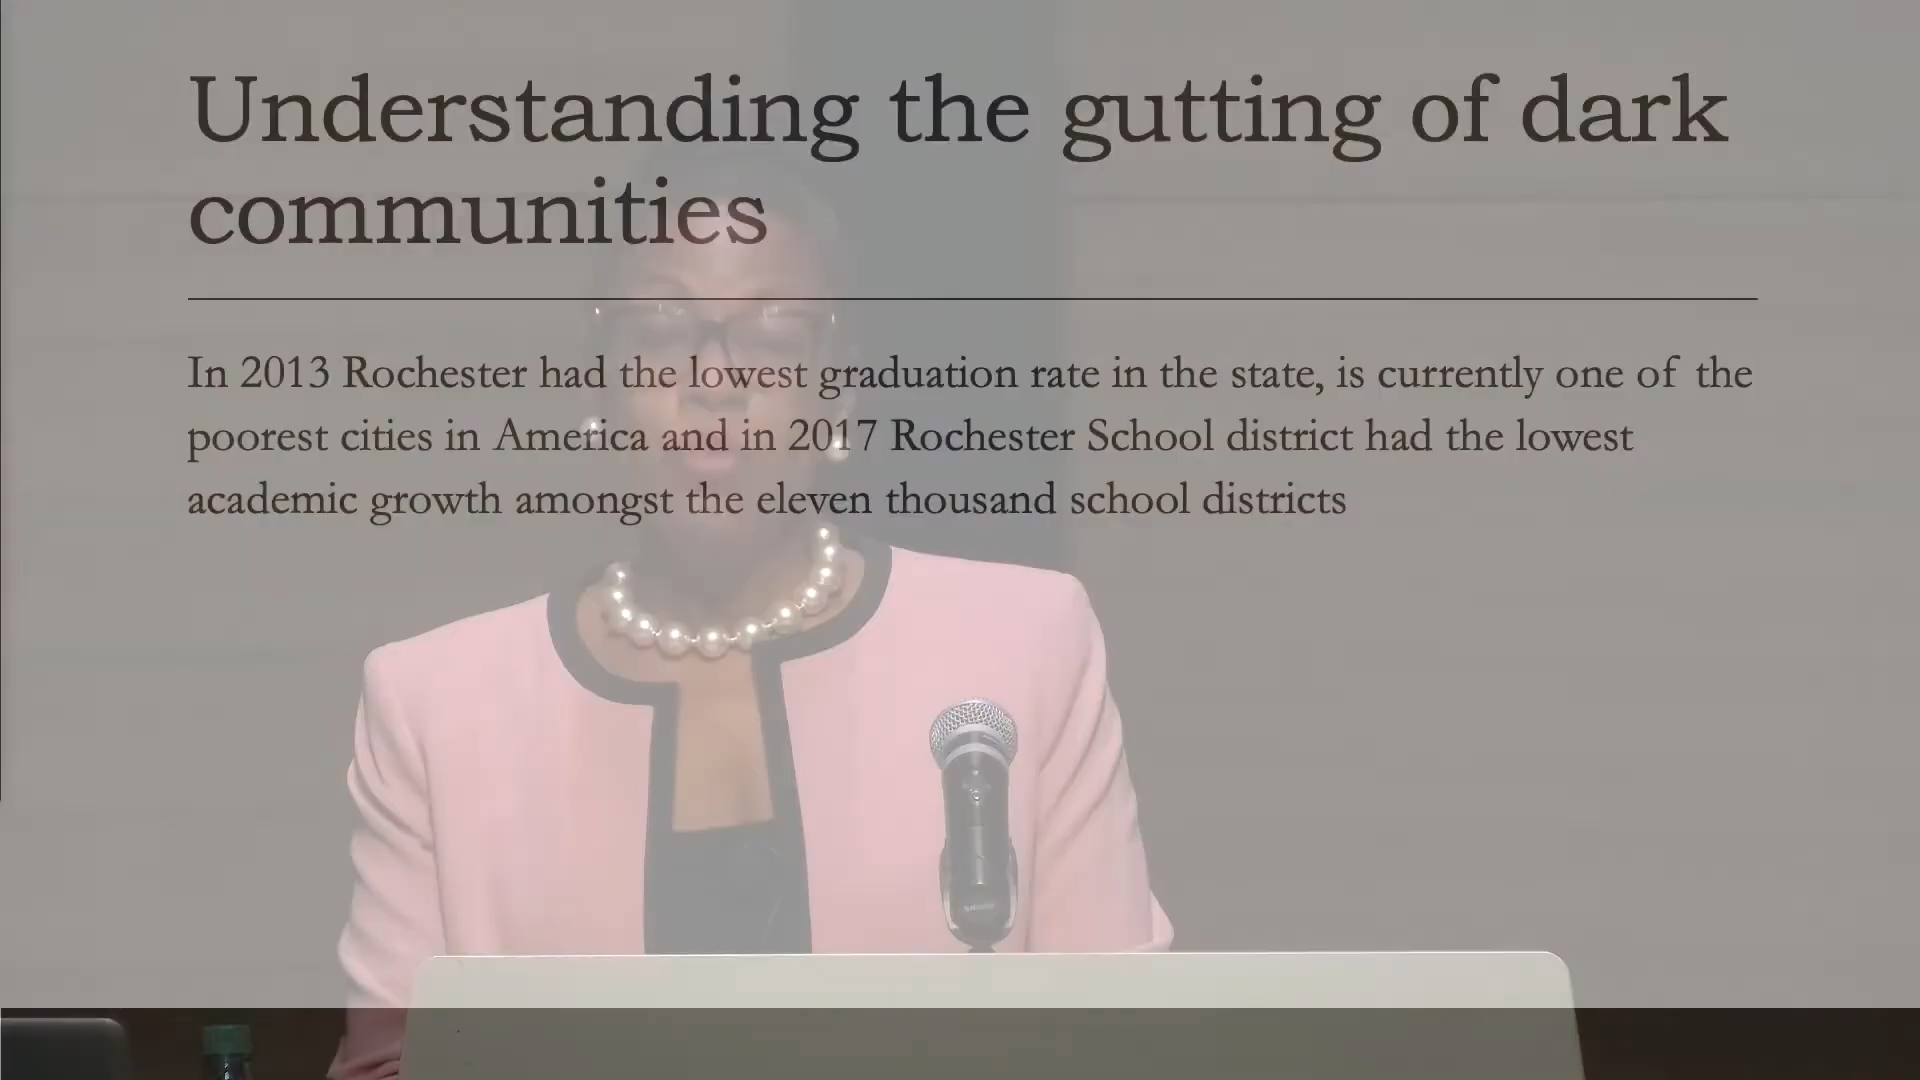 Understanding the gutting of dark
communities
In 2013 Rochester had the lowest graduation rate in the state, is currently one of the
poorest cities in America and in 2017 Rochester School district had the lowest
academic growth amongst the eleven thousand school districts